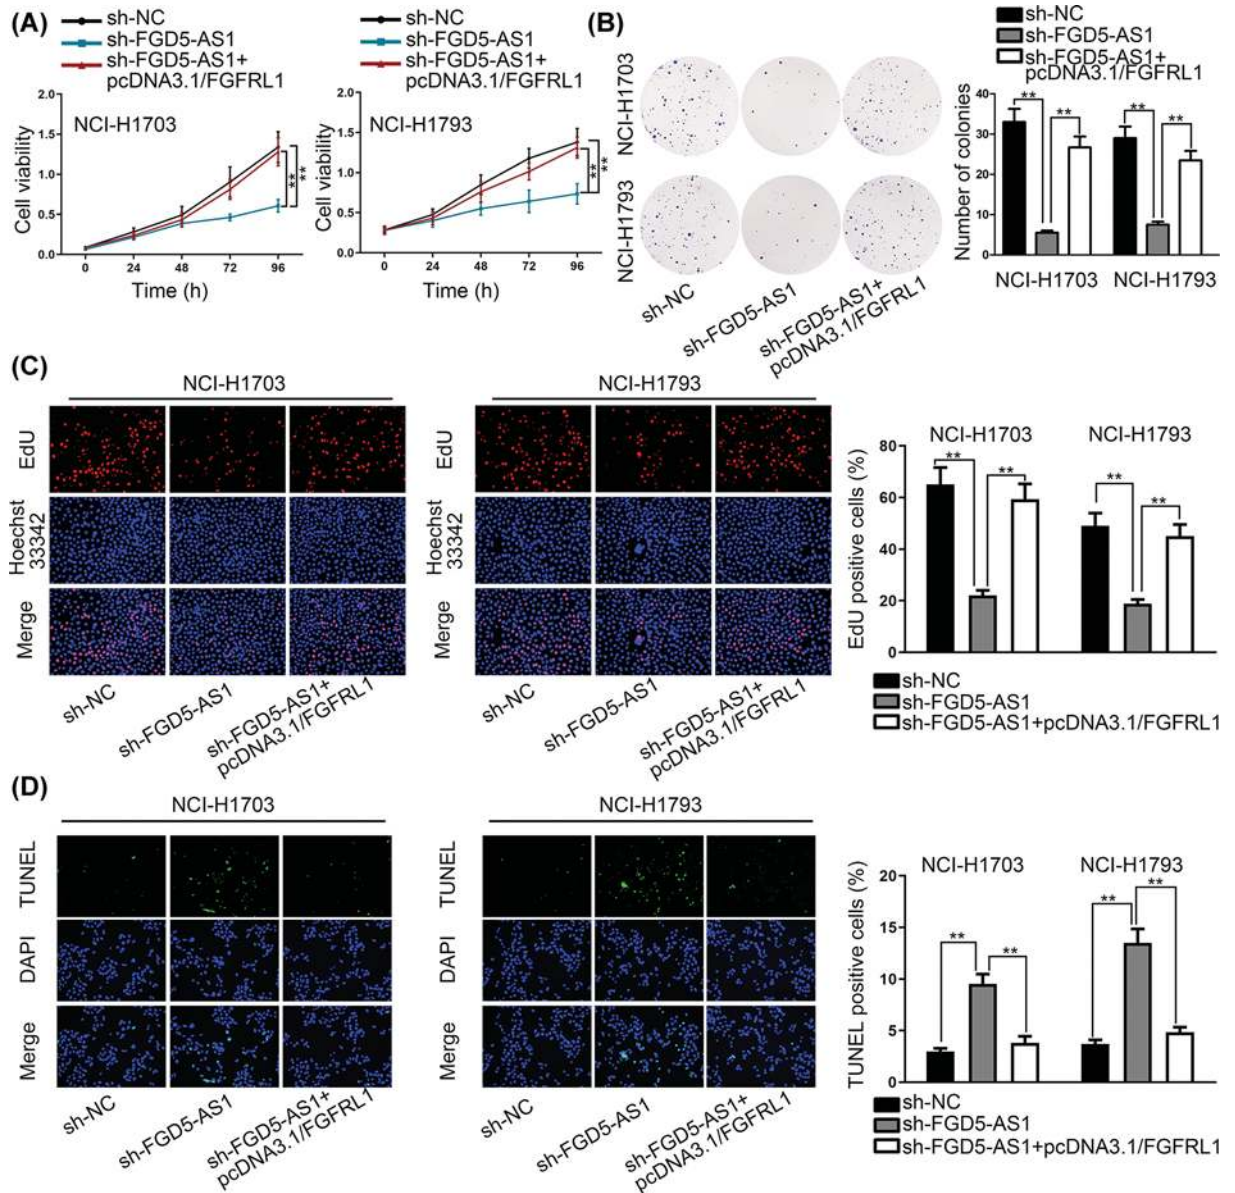 (A)
sh-NC
sh-FGD5-AS1
sh-FGD5-AS1+
pcDNA3.1/FGFRL1
2.0
1.5
1.0
0.5
0.0
NCI-H1703
Cell viability
0 24 48 72 96
Time (h)
**
**
sh-NC
sh-FGD5-AS1
sh-FGD5-AS1+
pcDNA3.1/FGFRL1
2.0
1.5
1.0
0.5
0.0
NCI-H1793
Cell viability
0 24 48 72 96
Time (h)
**
**
(B)
NCI-H1703
NCI-H1793
sh-NC
sh-FGD5-AS1
sh-FGD5-AS1+
pcDNA3.1/FGFRL1
sh-NC
sh-FGD5-AS1
sh-FGD5-AS1+
pcDNA3.1/FGFRL1
40
30
20
10
0
Number of colonies
** ** ** **
NCI-H1703 NCI-H1793
(C)
NCI-H1703
EdU
Hoechst
33342
Merge
sh-NC
sh-FGD5-AS1
sh-FGD5-AS1+
pcDNA3.1/FGFRL1
NCI-H1793
EdU
Hoechst
33342
Merge
sh-NC
sh-FGD5-AS1
sh-FGD5-AS1+
pcDNA3.1/FGFRL1
NCI-H1703 NCI-H1793
80
60
40
20
0
EdU positive cells (%)
** ** ** **
sh-NC
sh-FGD5-AS1
sh-FGD5-AS1+pcDNA3.1/FGFRL1
(D)
NCI-H1703
TUNEL
DAPI
Merge
sh-NC
sh-FGD5-AS1
sh-FGD5-AS1+
pcDNA3.1/FGFRL1
NCI-H1793
TUNEL
DAPI
Merge
sh-NC
sh-FGD5-AS1
sh-FGD5-AS1+
pcDNA3.1/FGFRL1
NCI-H1703 NCI-H1793
20
15
10
5
0
TUNEL positive cells (%)
** ** ** **
sh-NC
sh-FGD5-AS1
sh-FGD5-AS1+pcDNA3.1/FGFRL1